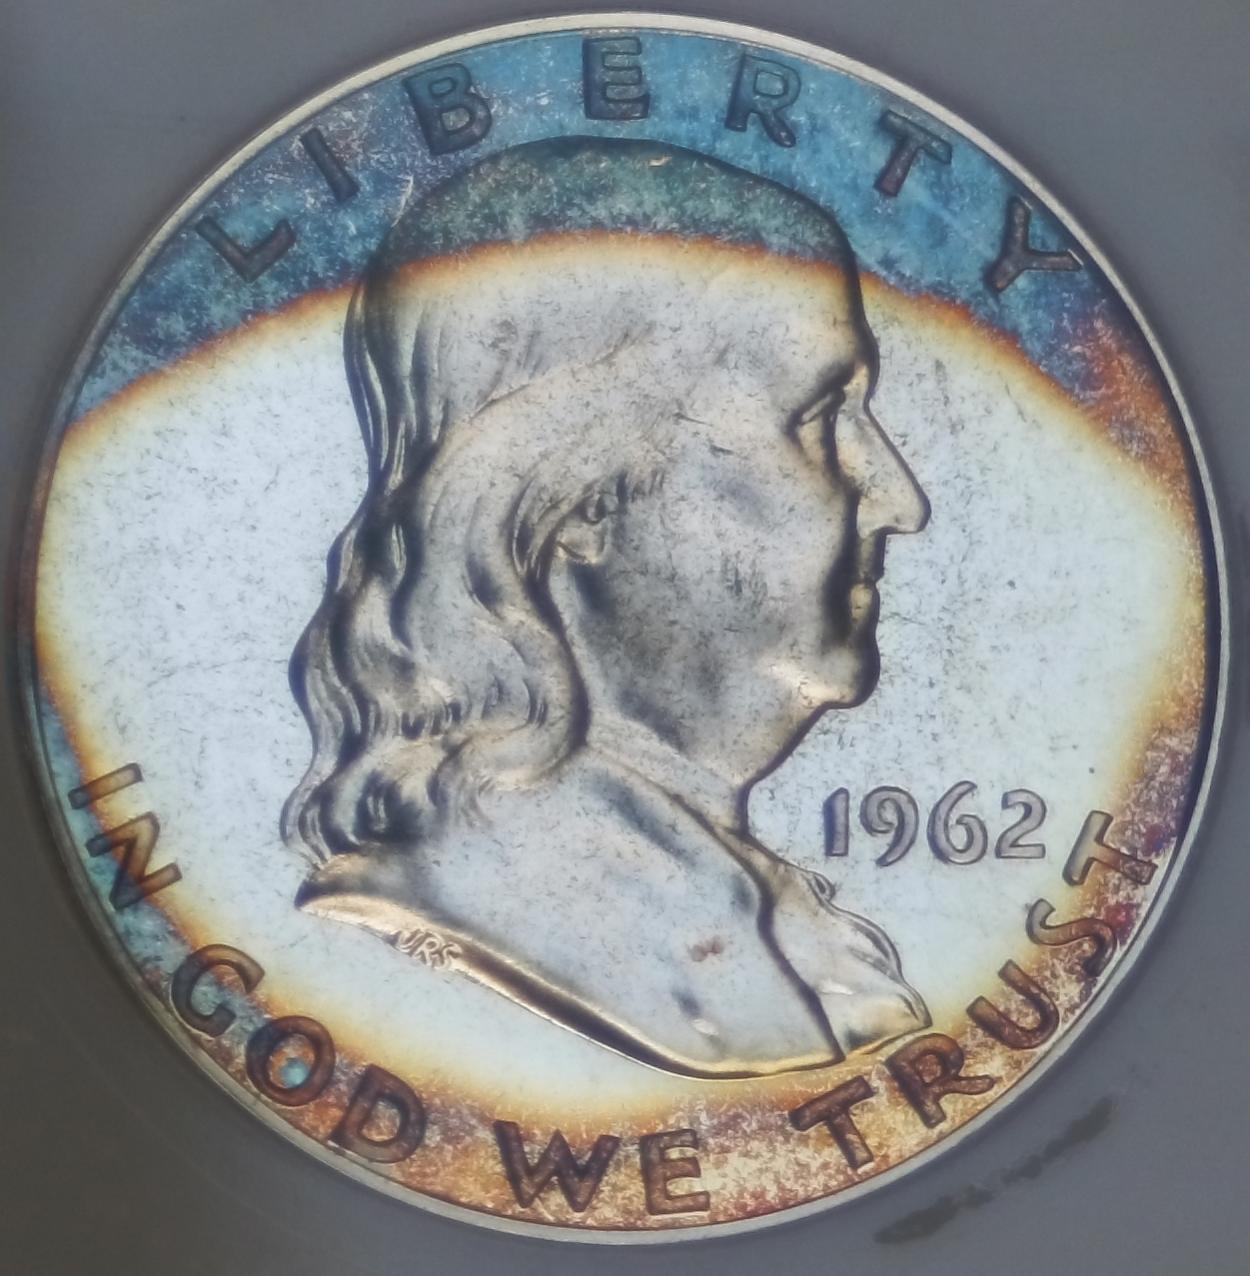 LIBERTY
1962
JRS
IN GOD WE TRUST